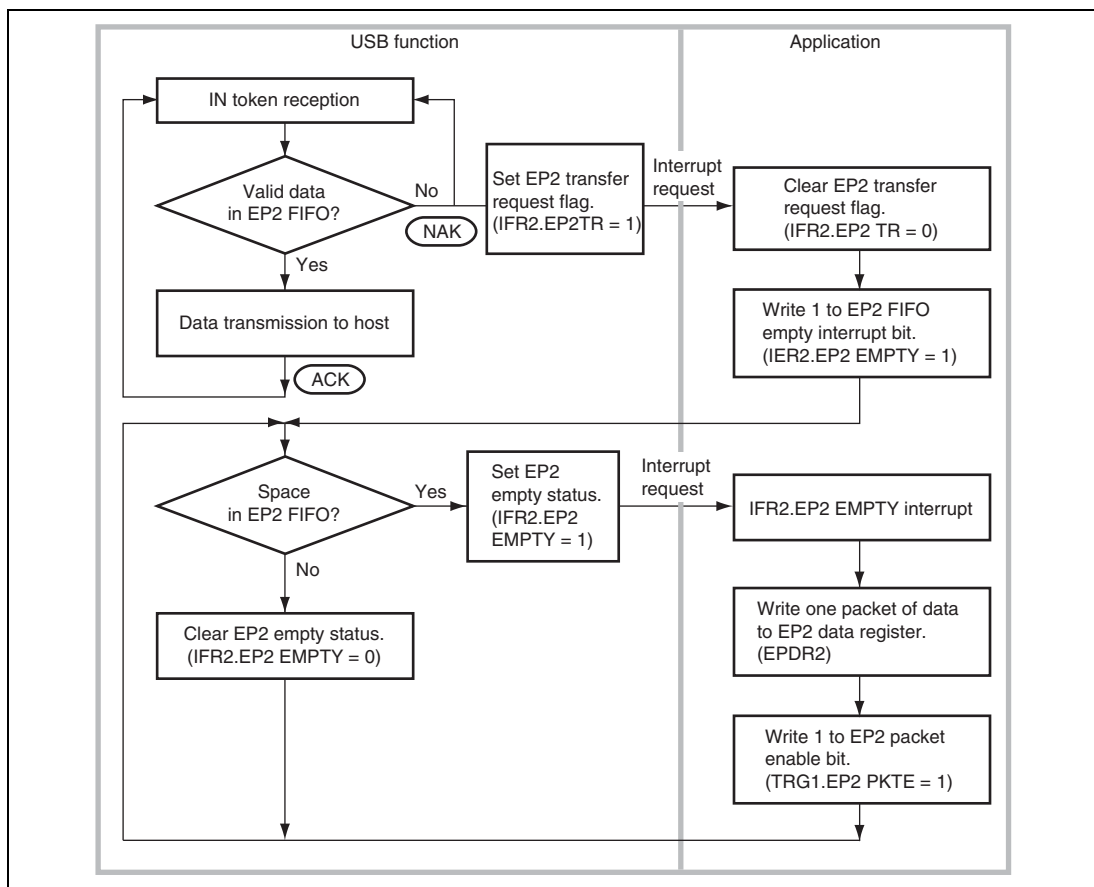 USB function
Application
IN token reception
Valid data
in EP2 FIFO?
No
NAK
Set EP2 transfer
request flag.
(IFR2.EP2TR = 1)
Interrupt
request
Clear EP2 transfer
request flag.
(IFR2.EP2 TR = 0)
Yes
Data transmission to host
ACK
Write 1 to EP2 FIFO
empty interrupt bit.
(IER2.EP2 EMPTY = 1)
Space
in EP2 FIFO?
Yes
Set EP2
empty status.
(IFR2.EP2
EMPTY = 1)
Interrupt
request
IFR2.EP2 EMPTY interrupt
No
Clear EP2 empty status.
(IFR2.EP2 EMPTY = 0)
Write one packet of data
to EP2 data register.
(EPDR2)
Write 1 to EP2 packet
enable bit.
(TRG1.EP2 PKTE = 1)